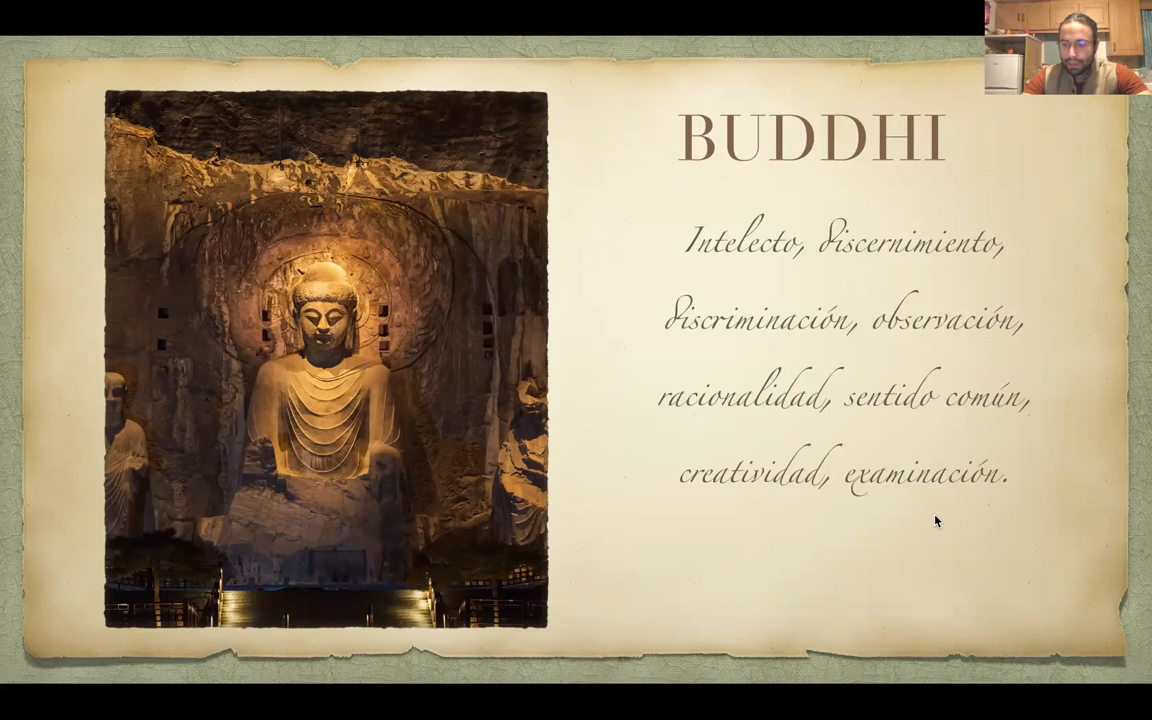 BUDDHI
Intelecto, discernimiento,
discriminación, observación,
racionalidad, sentido común,
creatividad, examinación.